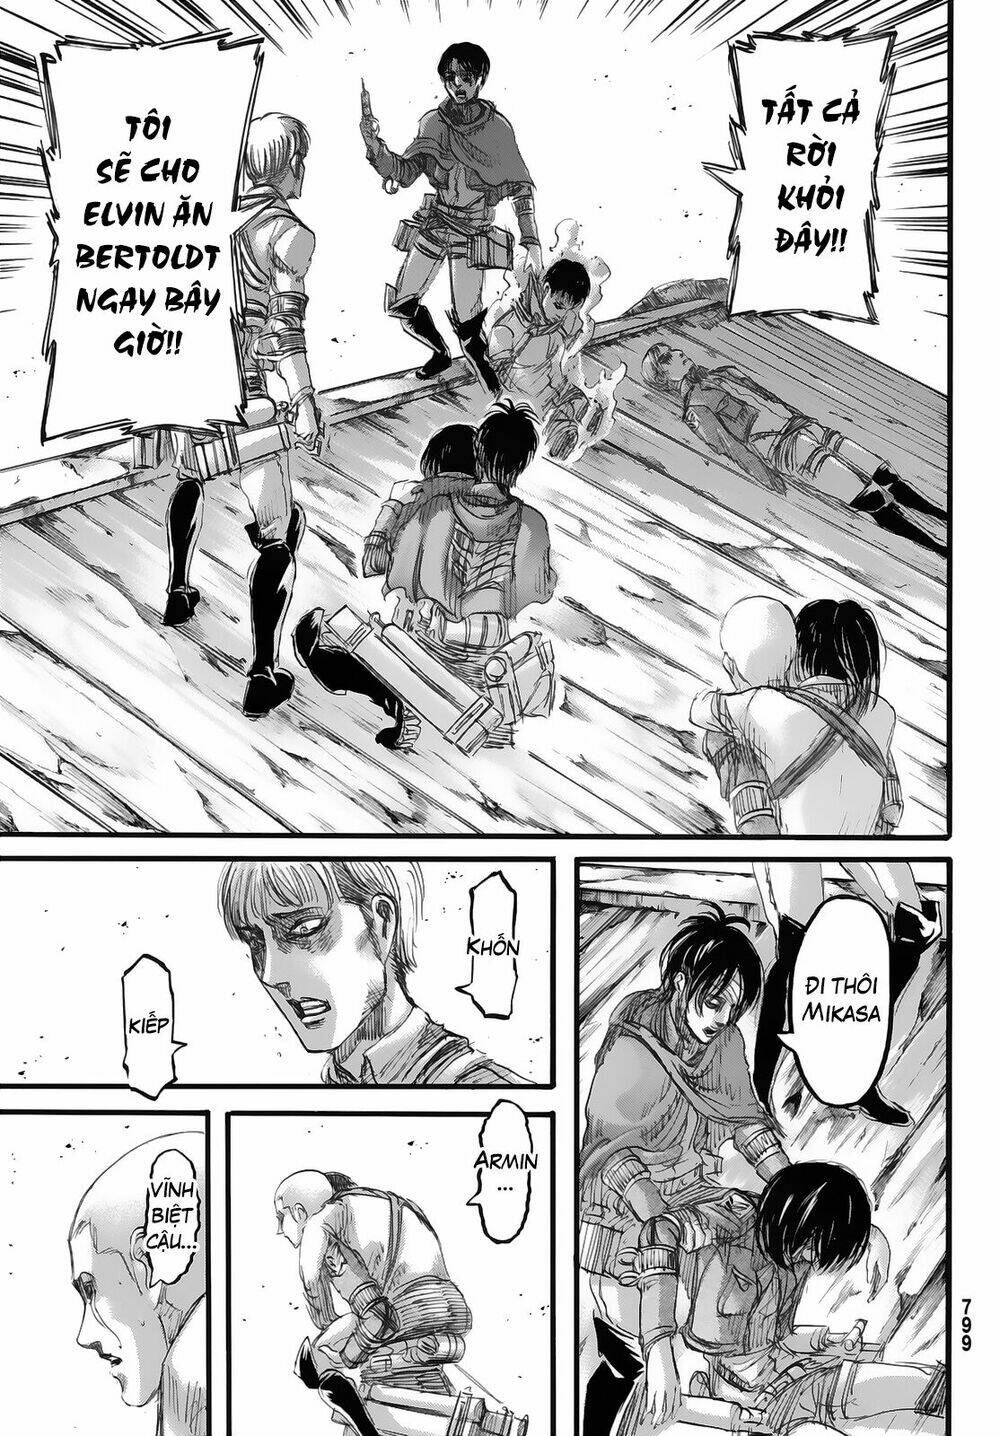 TẤT CẢ
RỜI
KHỎI
ĐÂY!!
TÔI
SẼ CHO
ELVIN ĂN
BERTOLDT
NGAY BÂY
GIỜ!!
ĐI THÔI
MIKASA
KHỐN
KIẾP
ARMIN
...
VĨNH
BIỆT
CẬU...
799